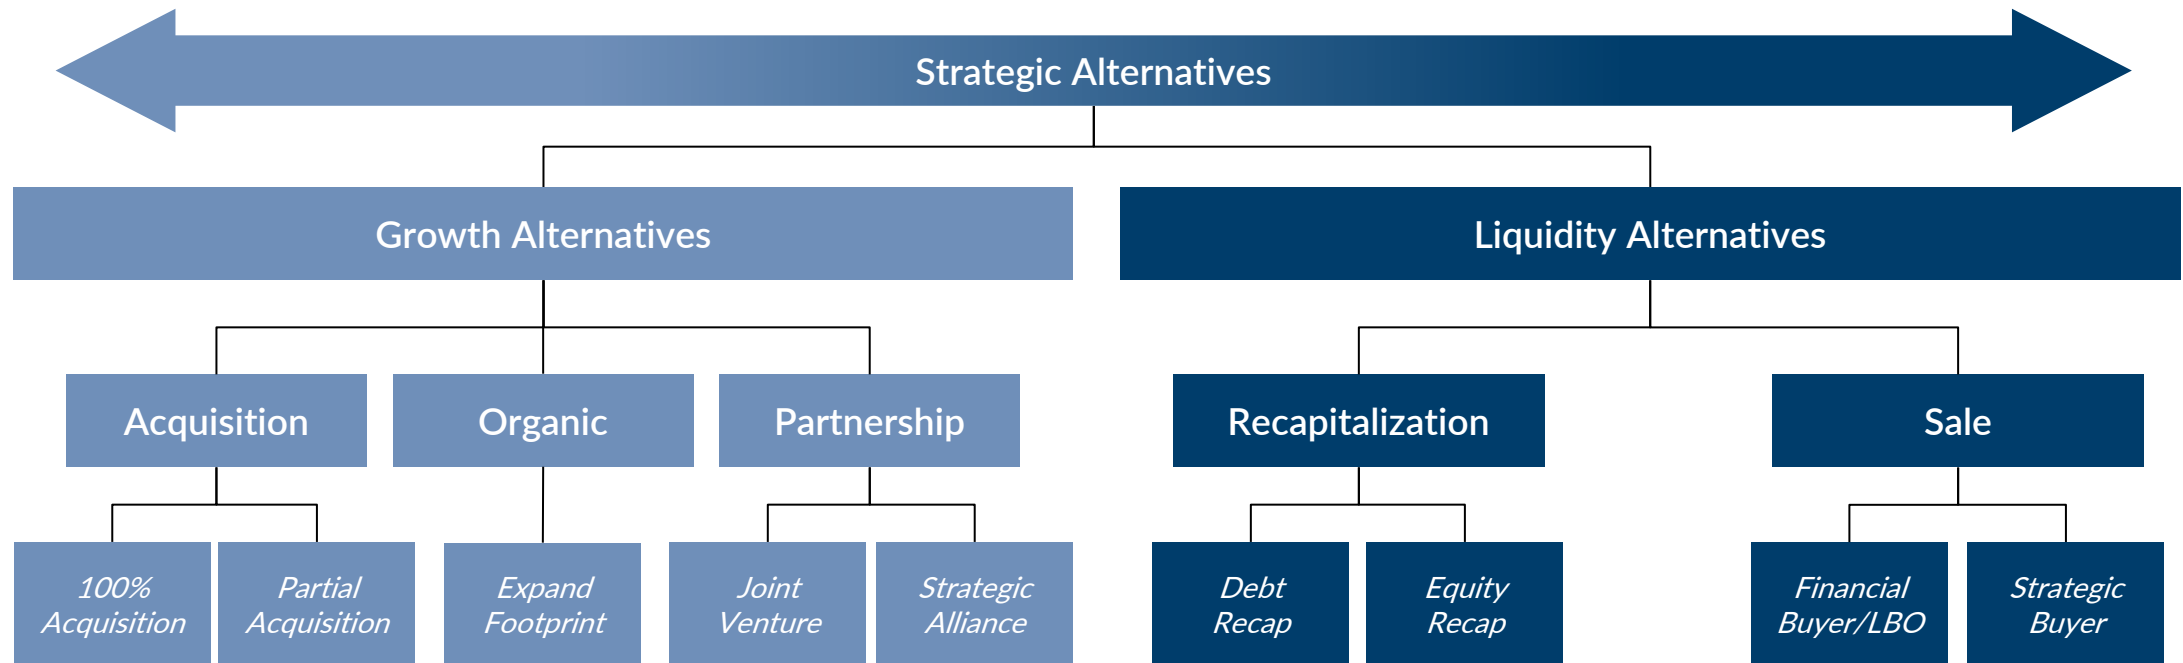 Strategic Alternatives
Growth Alternatives
Liquidity Alternatives
Acquisition
Organic
Partnership
Recapitalization
Sale
100%
Acquisition
Partial
Acquisition
Expand
Footprint
Joint
Venture
Strategic
Alliance
Debt
Recap
Equity
Recap
Financial
Buyer/LBO
Strategic
Buyer